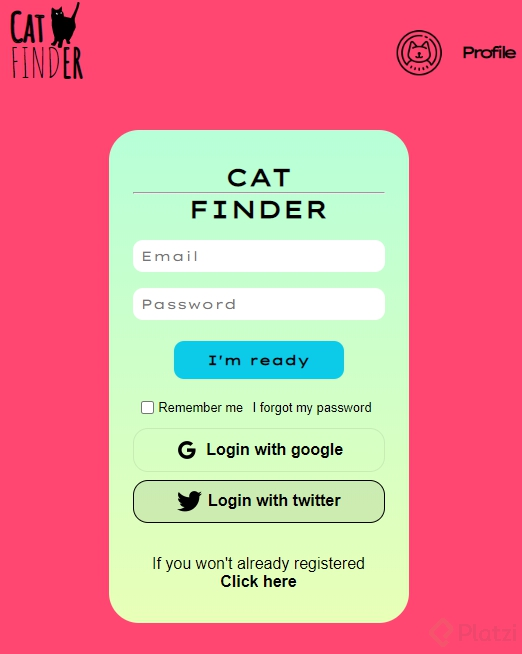 CAT
FINDER
Profile
CAT
FINDER
Email
Password
I'm ready
Remember me I forgot my password
Login with google
Login with twitter
If you won't already registered
Click here
Platzi